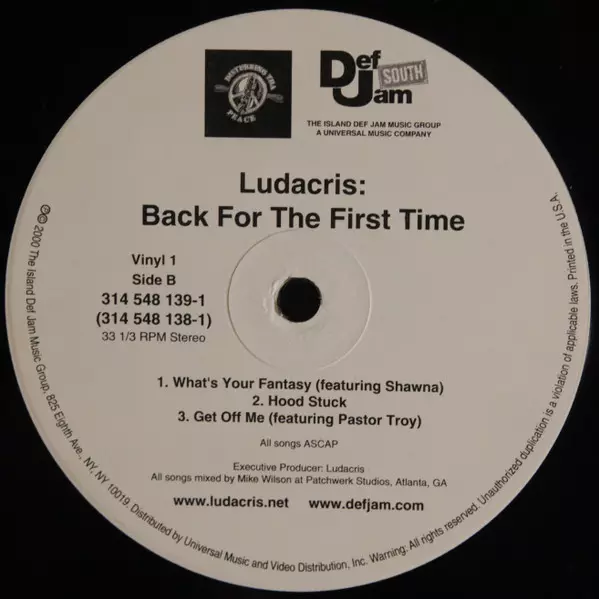 DISTURBING THA
PEACE
Def
SOUTH
Jam
THE ISLAND DEF JAM MUSIC GROUP
A UNIVERSAL MUSIC COMPANY
Ludacris:
Back For The First Time
Vinyl 1
Side B
314 548 139-1
(314 548 138-1)
33 1/3 RPM Stereo
1. What's Your Fantasy (featuring Shawna)
2. Hood Stuck
3. Get Off Me (featuring Pastor Troy)
All songs ASCAP
Executive Producer: Ludacris
All songs mixed by Mike Wilson at Patchwerk Studios, Atlanta, GA
www.ludacris.net www.defjam.com
℗© 2000 The Island Def Jam Music Group, 825 Eighth Ave., NY, NY 10019. Distributed by Universal Music and Video Distribution, Inc. Warning: All rights reserved. Unauthorized duplication is a violation of applicable laws. Printed in the U.S.A.